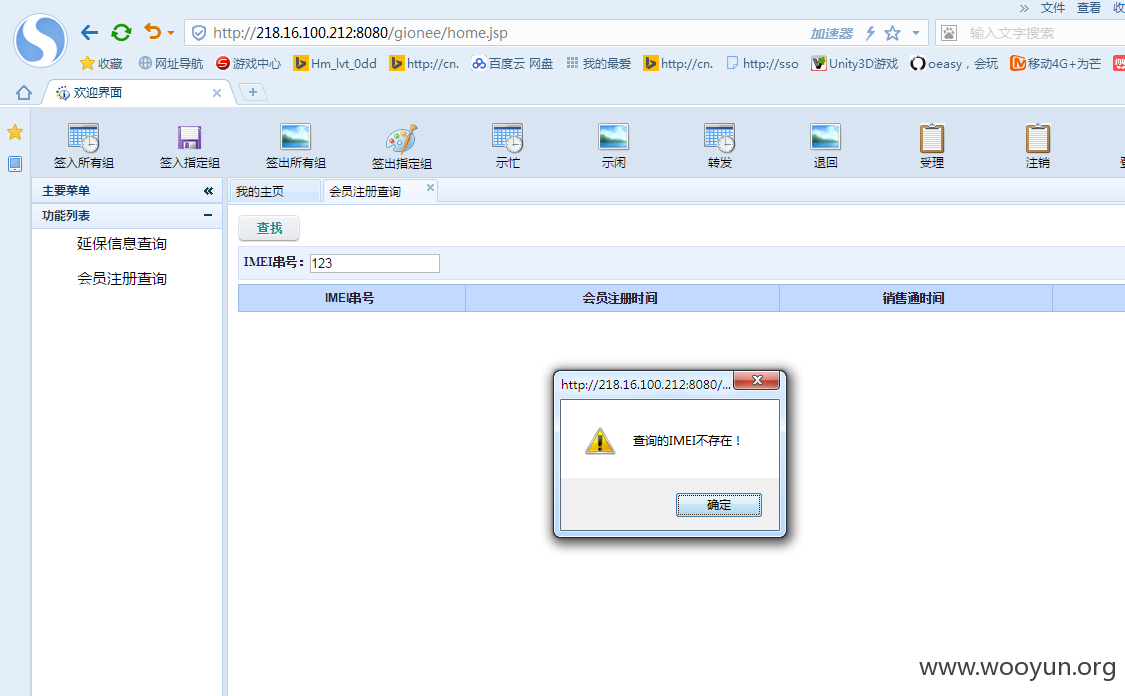 » 文件 查看 收
http://218.16.100.212:8080/gionee/home.jsp 加速器 输入文字搜索
收藏 网址导航 游戏中心 Hm_lvt_0dd http://cn. 百度云 网盘 我的最爱 http://cn. http://sso Unity3D游戏 oeasy，会玩 移动4G+为芒
欢迎界面
签入所有组 签入指定组 签出所有组 签出指定组 示忙 示闲 转发 退回 受理 注销
主要菜单 «
我的主页 会员注册查询
功能列表
查找
延保信息查询
IMEI串号： 123
会员注册查询
IMEI串号 会员注册时间 销售通时间
http://218.16.100.212:8080/...
查询的IMEI不存在！
确定
www.wooyun.org